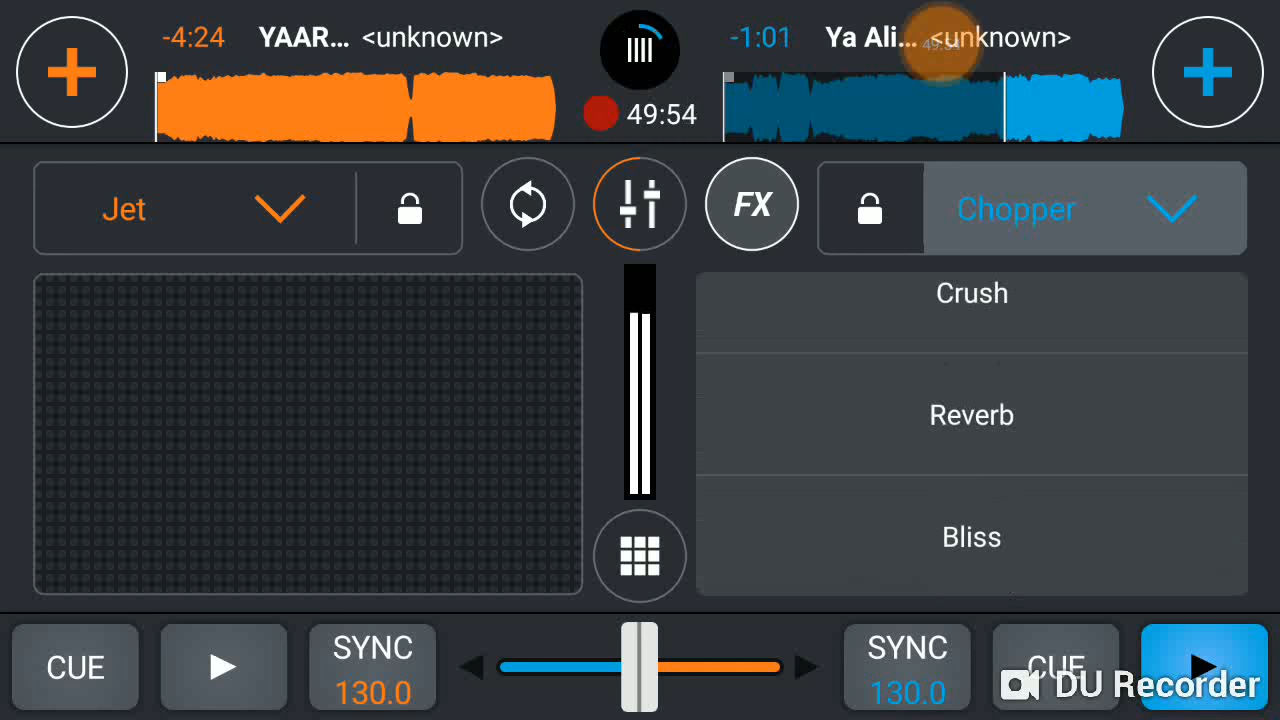 -4:24 YAAR... <unknown>
-1:01 Ya Ali... <unknown>
49:54
Jet
FX
Chopper
Crush
Reverb
Bliss
CUE
SYNC
130.0
SYNC
130.0
CUE
DU Recorder